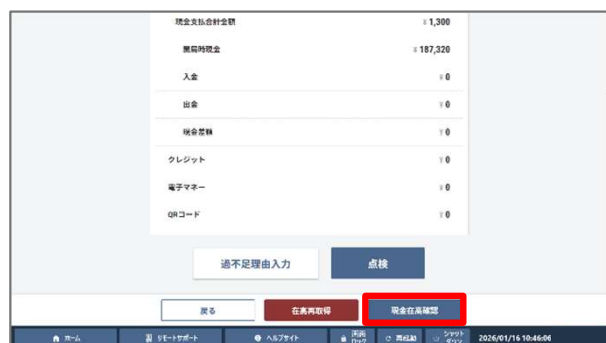 現金支払合計金額 ¥ 1,300
開局時現金 ¥ 187,320
入金 ¥ 0
出金 ¥ 0
現金差額 ¥ 0
クレジット ¥ 0
電子マネー ¥ 0
QRコード ¥ 0
過不足理由入力 点検
戻る 在高再取得 現金在高確認
ホーム リモートサポート ヘルプサイト 画面ロック 再起動 シャットダウン 2026/01/16 10:46:06